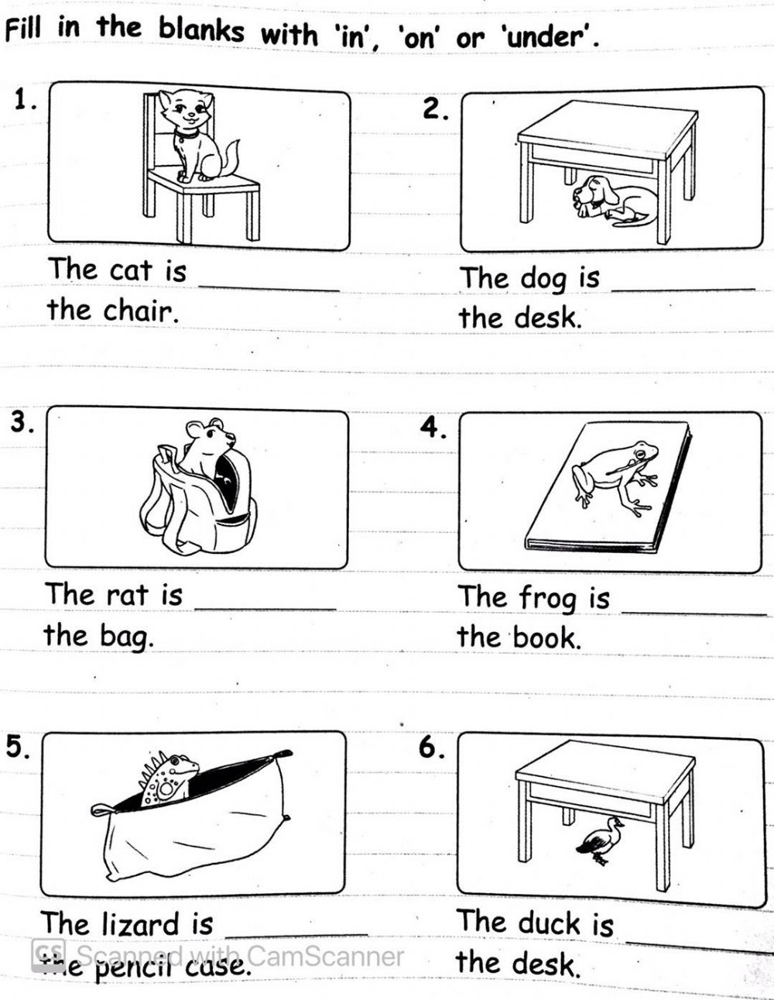 Fill in the blanks with 'in', 'on' or 'under'.
1.
2.
The cat is ________
the chair.
The dog is ________
the desk.
3.
4.
The rat is ________
the bag.
The frog is ________
the book.
5.
6.
The lizard is ________
the pencil case.
The duck is ________
the desk.
CS Scanned with CamScanner